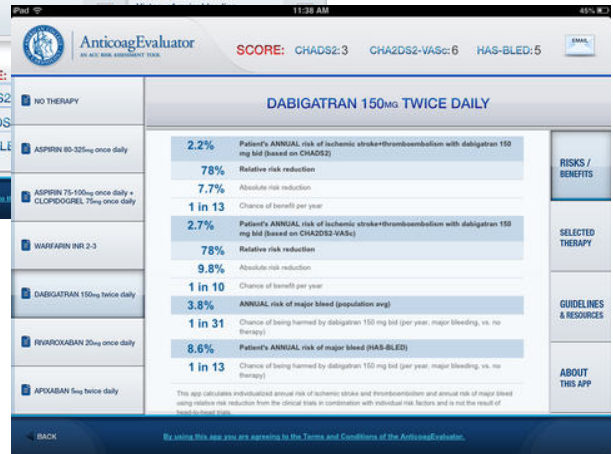 iPad
11:38 AM
45%
AnticoagEvaluator
AN ACC RISK ASSESSMENT TOOL
SCORE: CHADS2: 3 CHA2DS2-VASc: 6 HAS-BLED: 5
EMAIL
NO THERAPY
ASPIRIN 80-325mg once daily
ASPIRIN 75-100mg once daily +
CLOPIDOGREL 75mg once daily
WARFARIN INR 2-3
DABIGATRAN 150mg twice daily
RIVAROXABAN 20mg once daily
APIXABAN 5mg twice daily
DABIGATRAN 150MG TWICE DAILY
2.2% Patient's ANNUAL risk of ischemic stroke+thromboembolism with dabigatran 150
mg bid (based on CHADS2)
78% Relative risk reduction
7.7% Absolute risk reduction
1 in 13 Chance of benefit per year
2.7% Patient's ANNUAL risk of ischemic stroke+thromboembolism with dabigatran 150
mg bid (based on CHA2DS2-VASc)
78% Relative risk reduction
9.8% Absolute risk reduction
1 in 10 Chance of benefit per year
3.8% ANNUAL risk of major bleed (population avg)
1 in 31 Chance of being harmed by dabigatran 150 mg bid (per year, major bleeding, vs. no
therapy)
8.6% Patient's ANNUAL risk of major bleed (HAS-BLED)
1 in 13 Chance of being harmed by dabigatran 150 mg bid (per year, major bleeding, vs. no
therapy)
This app calculates individualized annual risk of ischemic stroke and thromboembolism and annual risk of major bleed
using relative risk reduction from the clinical trials in combination with individual risk factors and is not the result of
head-to-head trials.
RISKS /
BENEFITS
SELECTED
THERAPY
GUIDELINES
& RESOURCES
ABOUT
THIS APP
BACK
By using this app you are agreeing to the Terms and Conditions of the AnticoagEvaluator.